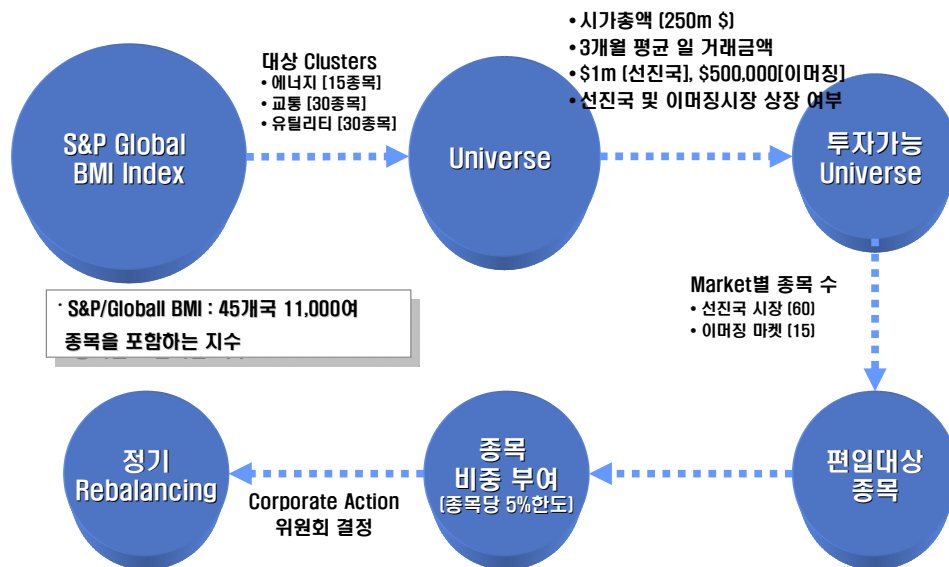 S&P Global
BMI Index
대상 Clusters
• 에너지 [15종목]
• 교통 [30종목]
• 유틸리티 [30종목]
Universe
• 시가총액 [250m $]
• 3개월 평균 일 거래금액
• $1m [선진국], $500,000[이머징]
• 선진국 및 이머징시장 상장 여부
투자가능
Universe
· S&P/Globall BMI : 45개국 11,000여
종목을 포함하는 지수
Market별 종목 수
• 선진국 시장 (60)
• 이머징 마켓 (15)
편입대상
종목
종목
비중 부여
[종목당 5%한도]
Corporate Action
위원회 결정
정기
Rebalancing